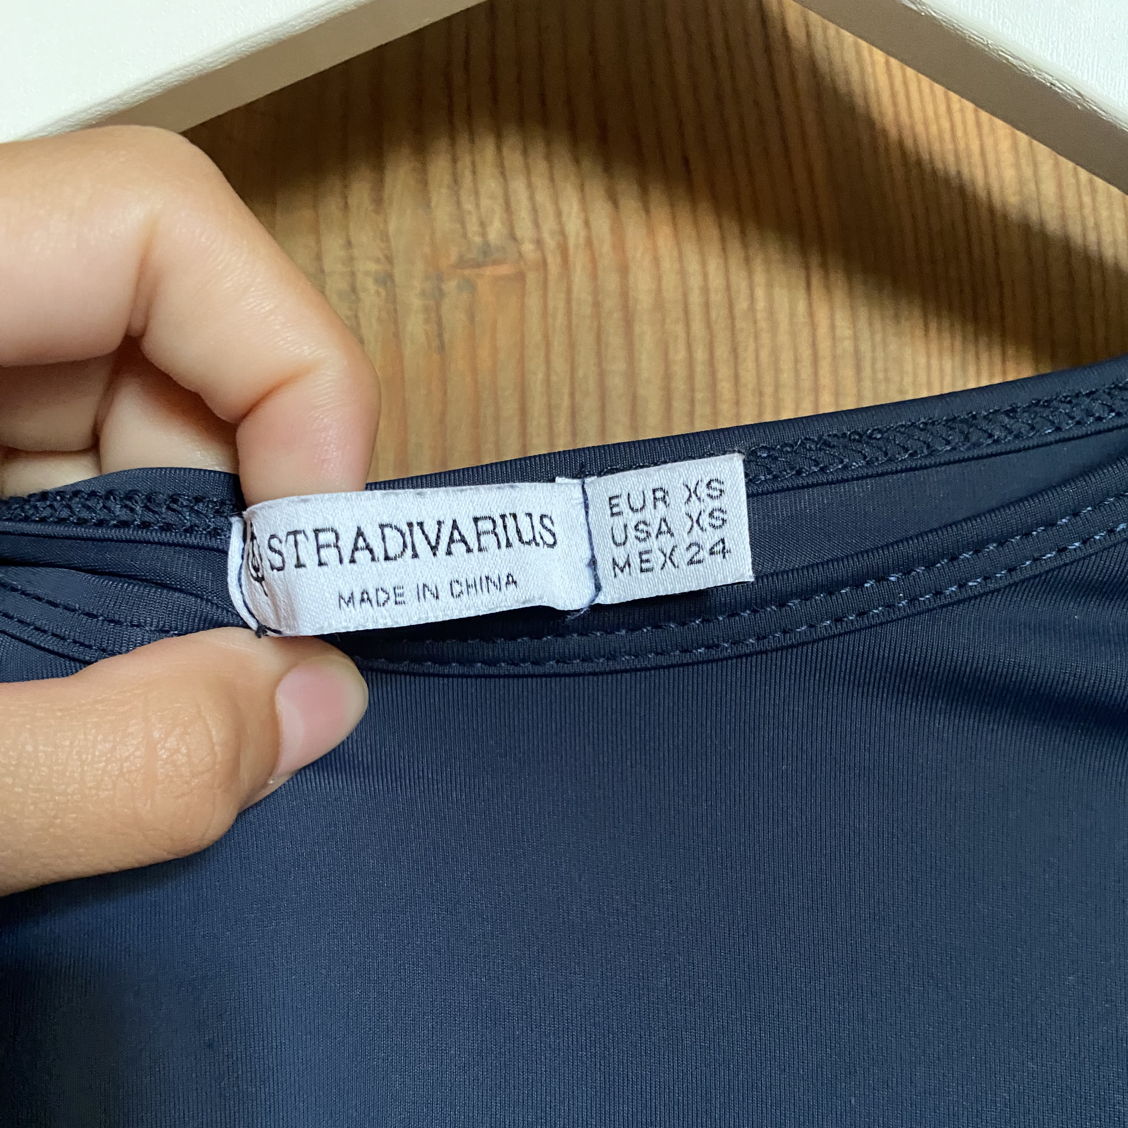 STRADIVARIUS
MADE IN CHINA
EUR XS
USA XS
MEX 24